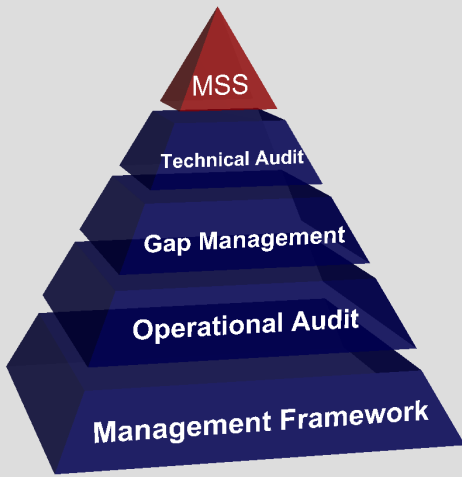 MSS
Technical Audit
Gap Management
Operational Audit
Management Framework